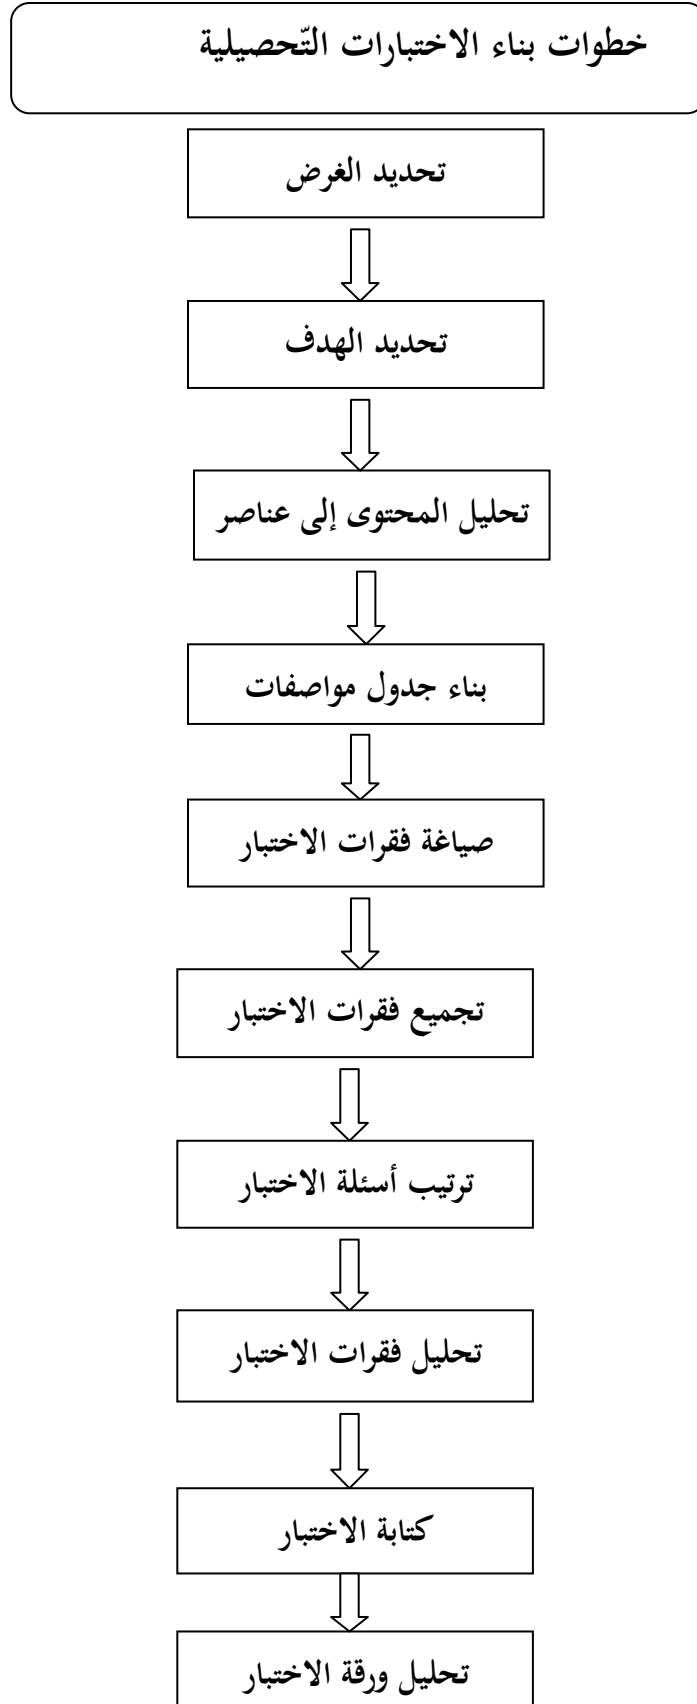 خطوات بناء الاختبارات التّحصيلية
تحديد الغرض
تحديد الهدف
تحليل المحتوى إلى عناصر
بناء جدول مواصفات
صياغة فقرات الاختبار
تجميع فقرات الاختبار
ترتيب أسئلة الاختبار
تحليل فقرات الاختبار
كتابة الاختبار
تحليل ورقة الاختبار